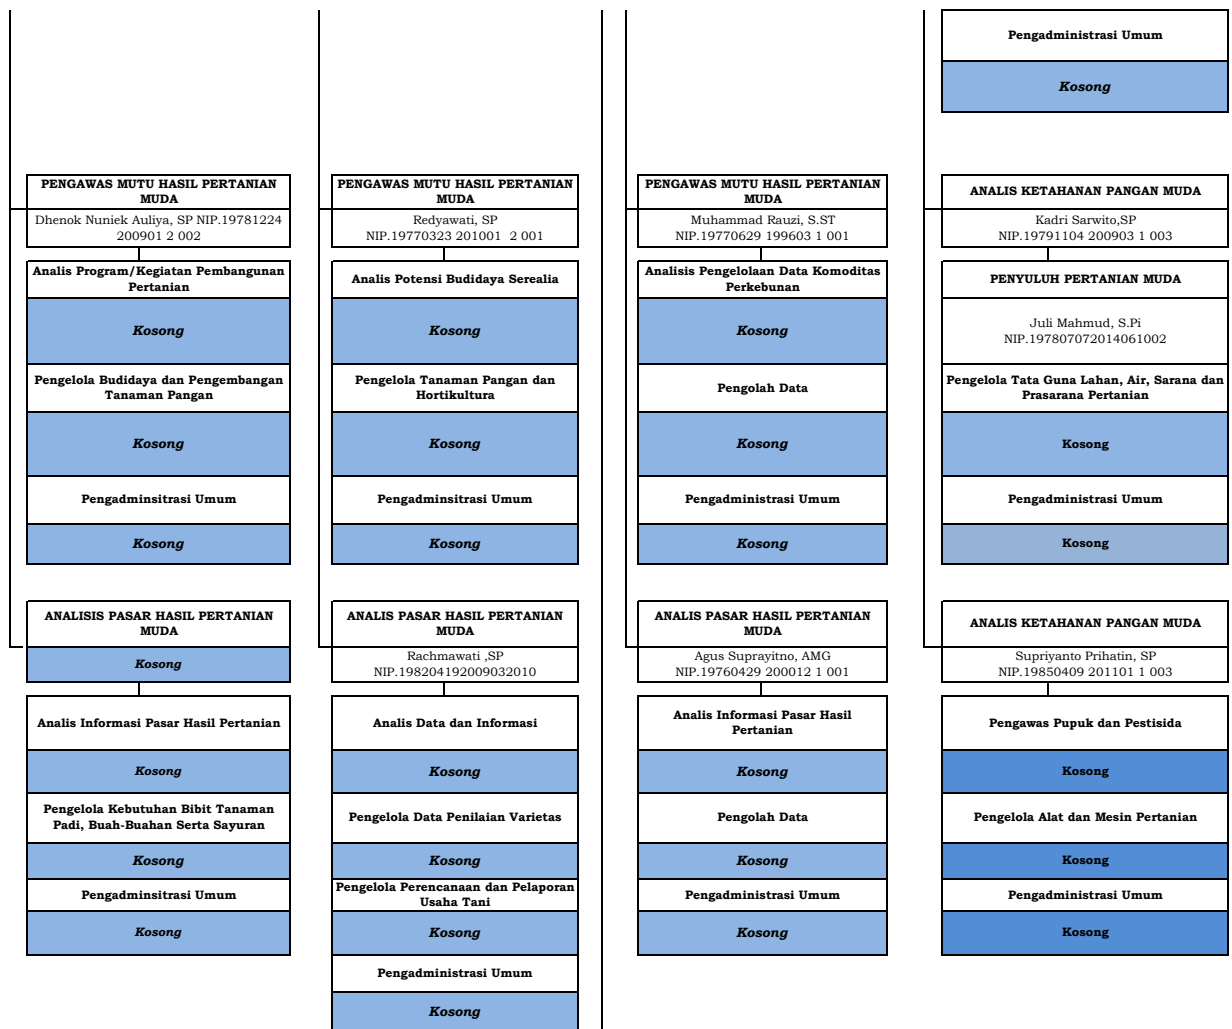 Pengadministrasi Umum
Kosong
PENGAWAS MUTU HASIL PERTANIAN
MUDA
Dhenok Nuniek Auliya, SP NIP.19781224
200901 2 002
Analis Program/Kegiatan Pembangunan
Pertanian
Kosong
Pengelola Budidaya dan Pengembangan
Tanaman Pangan
Kosong
Pengadminsitrasi Umum
Kosong
PENGAWAS MUTU HASIL PERTANIAN
MUDA
Redyawati, SP
NIP.19770323 201001  2 001
Analis Potensi Budidaya Serealia
Kosong
Pengelola Tanaman Pangan dan
Hortikultura
Kosong
Pengadminsitrasi Umum
Kosong
PENGAWAS MUTU HASIL PERTANIAN
MUDA
Muhammad Rauzi, S.ST
NIP.19770629 199603 1 001
Analisis Pengelolaan Data Komoditas
Perkebunan
Kosong
Pengolah Data
Kosong
Pengadministrasi Umum
Kosong
ANALIS KETAHANAN PANGAN MUDA
Kadri Sarwito,SP
NIP.19791104 200903 1 003
PENYULUH PERTANIAN MUDA
Juli Mahmud, S.Pi
NIP.197807072014061002
Pengelola Tata Guna Lahan, Air, Sarana dan
Prasarana Pertanian
Kosong
Pengadministrasi Umum
Kosong
ANALISIS PASAR HASIL PERTANIAN
MUDA
Kosong
Analis Informasi Pasar Hasil Pertanian
Kosong
Pengelola Kebutuhan Bibit Tanaman
Padi, Buah-Buahan Serta Sayuran
Kosong
Pengadminsitrasi Umum
Kosong
ANALIS PASAR HASIL PERTANIAN
MUDA
Rachmawati ,SP
NIP.198204192009032010
Analis Data dan Informasi
Kosong
Pengelola Data Penilaian Varietas
Kosong
Pengelola Perencanaan dan Pelaporan
Usaha Tani
Kosong
Pengadministrasi Umum
Kosong
ANALIS PASAR HASIL PERTANIAN
MUDA
Agus Suprayitno, AMG
NIP.19760429 200012 1 001
Analis Informasi Pasar Hasil
Pertanian
Kosong
Pengolah Data
Kosong
Pengadministrasi Umum
Kosong
ANALIS KETAHANAN PANGAN MUDA
Supriyanto Prihatin, SP
NIP.19850409 201101 1 003
Pengawas Pupuk dan Pestisida
Kosong
Pengelola Alat dan Mesin Pertanian
Kosong
Pengadministrasi Umum
Kosong